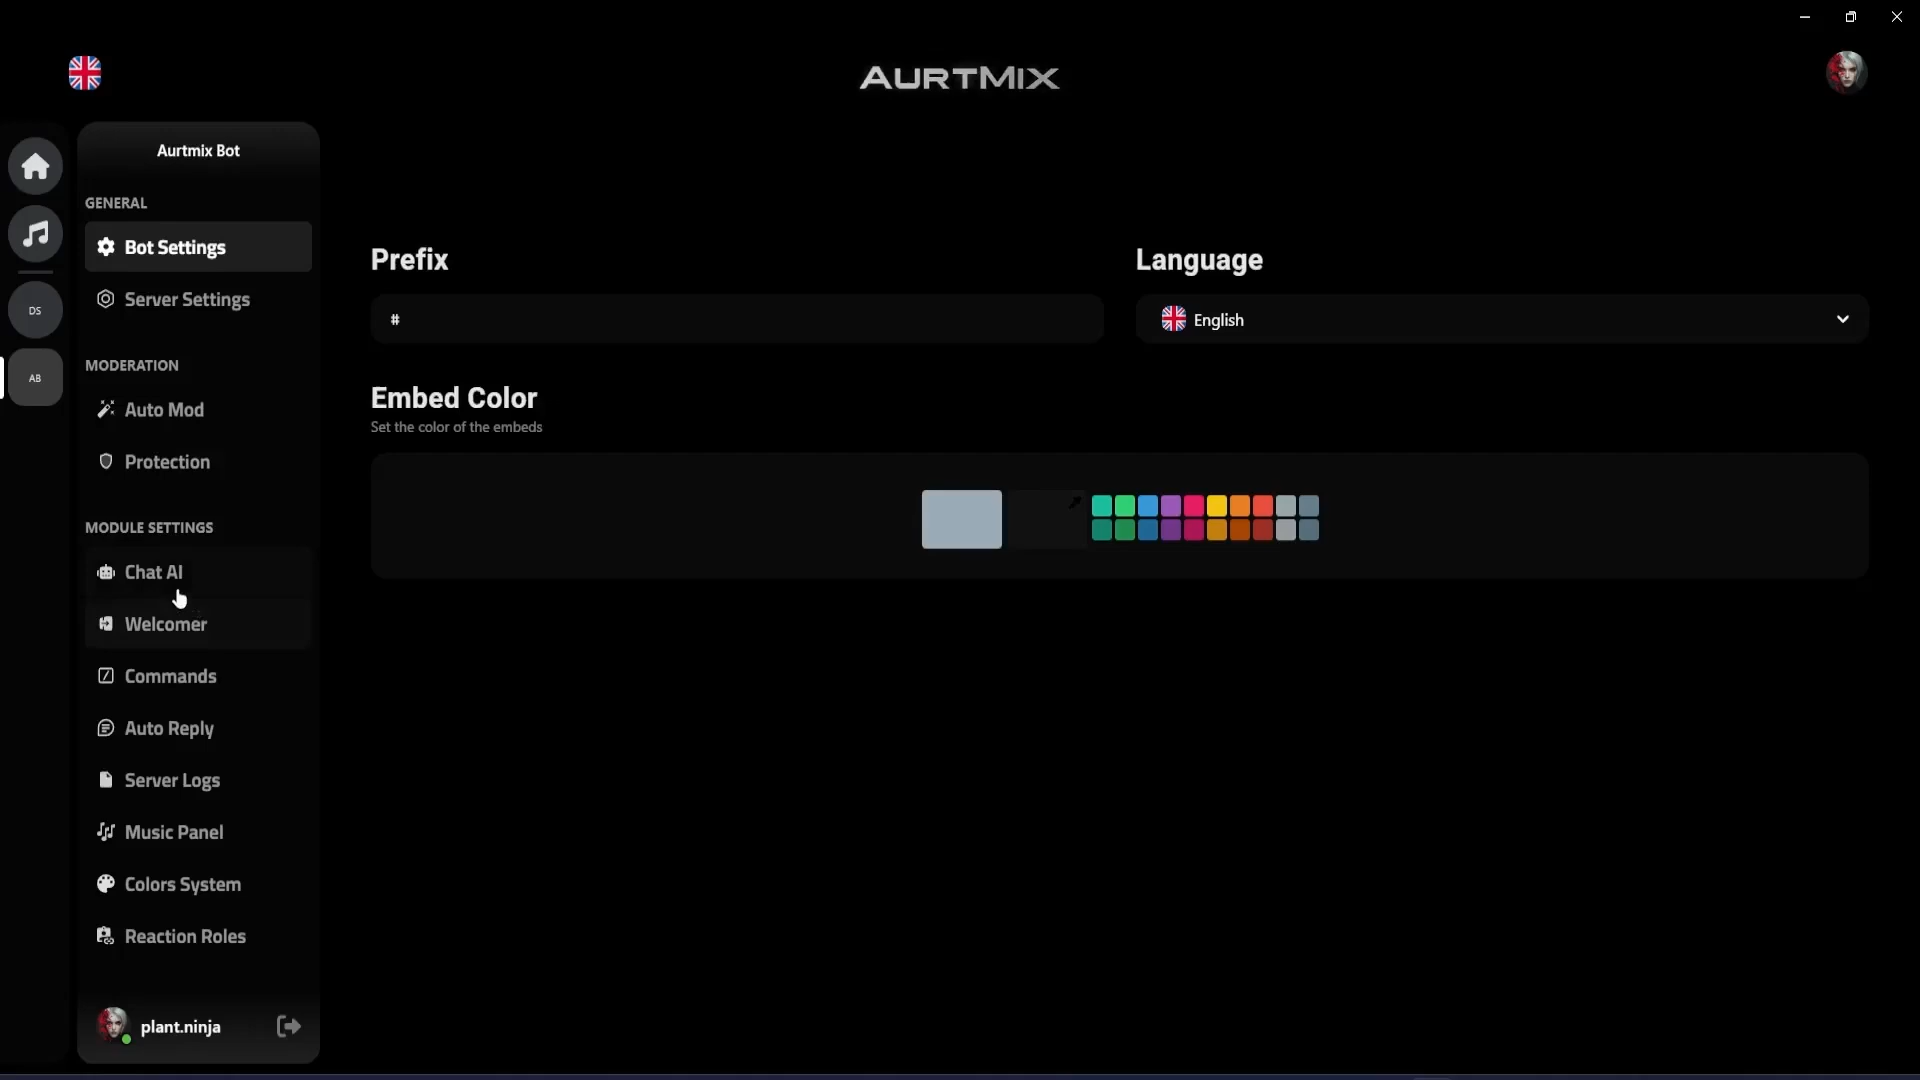 AURTMIX
Aurtmix Bot
GENERAL
Bot Settings
Server Settings
MODERATION
Auto Mod
Protection
MODULE SETTINGS
Chat AI
Welcomer
Commands
Auto Reply
Server Logs
Music Panel
Colors System
Reaction Roles
plant.ninja
DS
AB
Prefix
#
Language
English
Embed Color
Set the color of the embeds